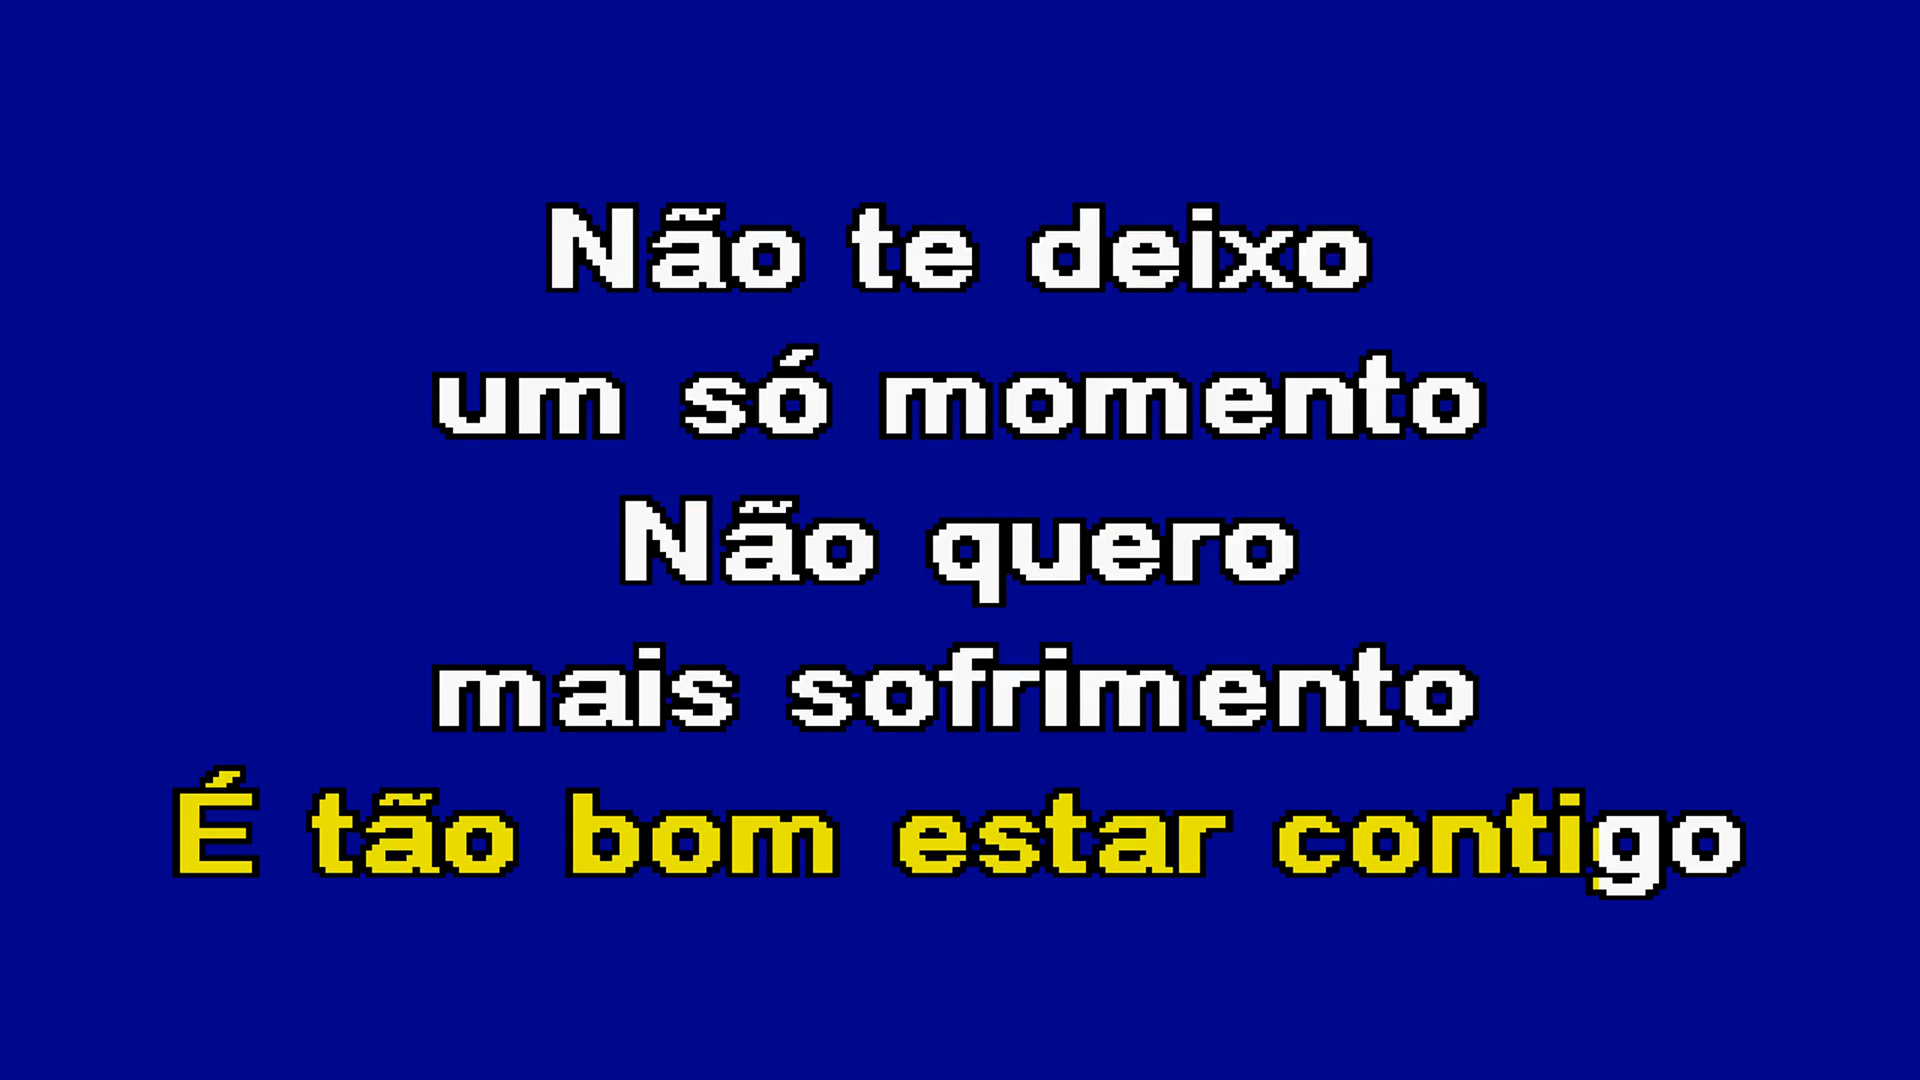 Não te deixo
um só momento
Não quero
mais sofrimento
É tão bom estar contigo